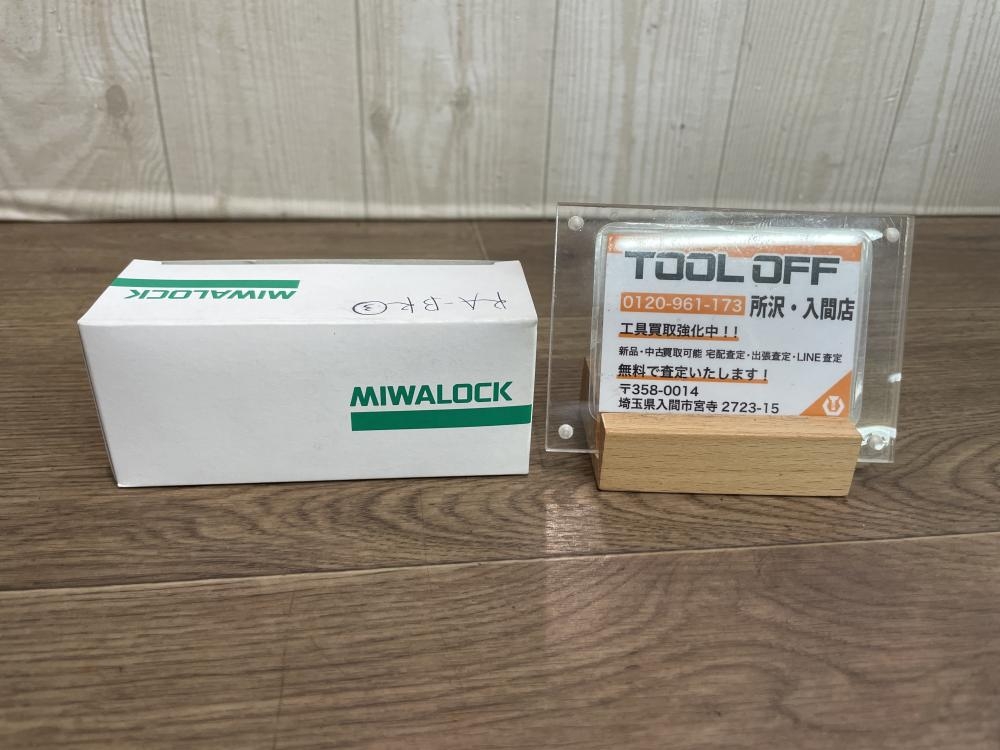 MIWALOCK
RA-BR③
MIWALOCK
TOOL OFF
0120-961-173 所沢・入間店
工具買取強化中！！
新品・中古買取可能 宅配査定・出張査定・LINE査定
無料で査定いたします！
〒358-0014
埼玉県入間市宮寺 2723-15